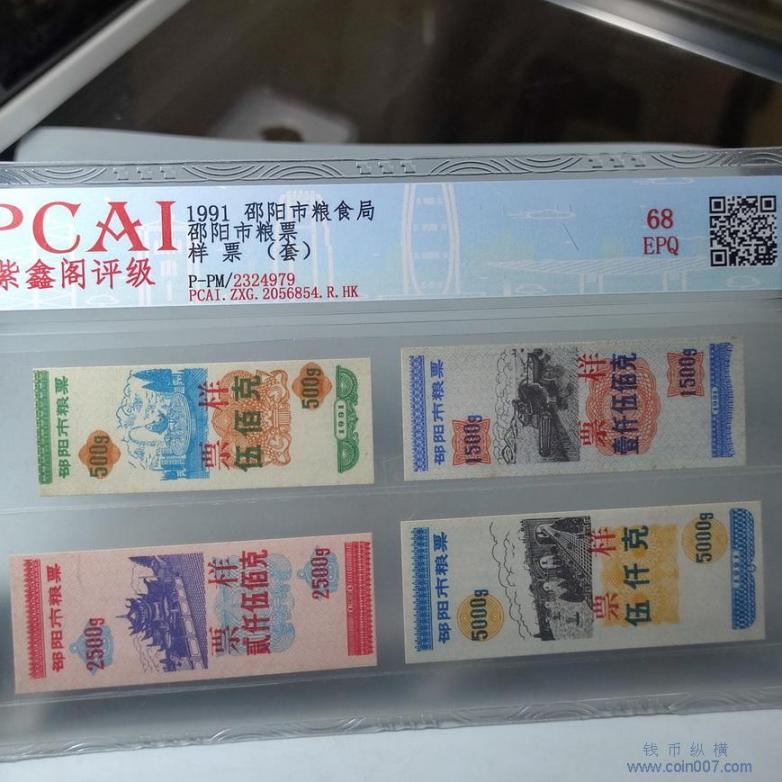 PCAI
紫鑫阁评级
1991 邵阳市粮食局
邵阳市粮票
样票 (套)
P-PM/2324979
PCAI.ZXG.2056854.R.HK
68
EPQ
邵阳市粮票
500g
样票
伍佰克
500g
1991
邵阳市粮票
1500g
样票
壹仟伍佰克
1500g
1991
邵阳市粮票
2500g
样票
贰仟伍佰克
2500g
邵阳市粮票
5000g
样票
伍仟克
5000g
钱币纵横
www.coin007.com